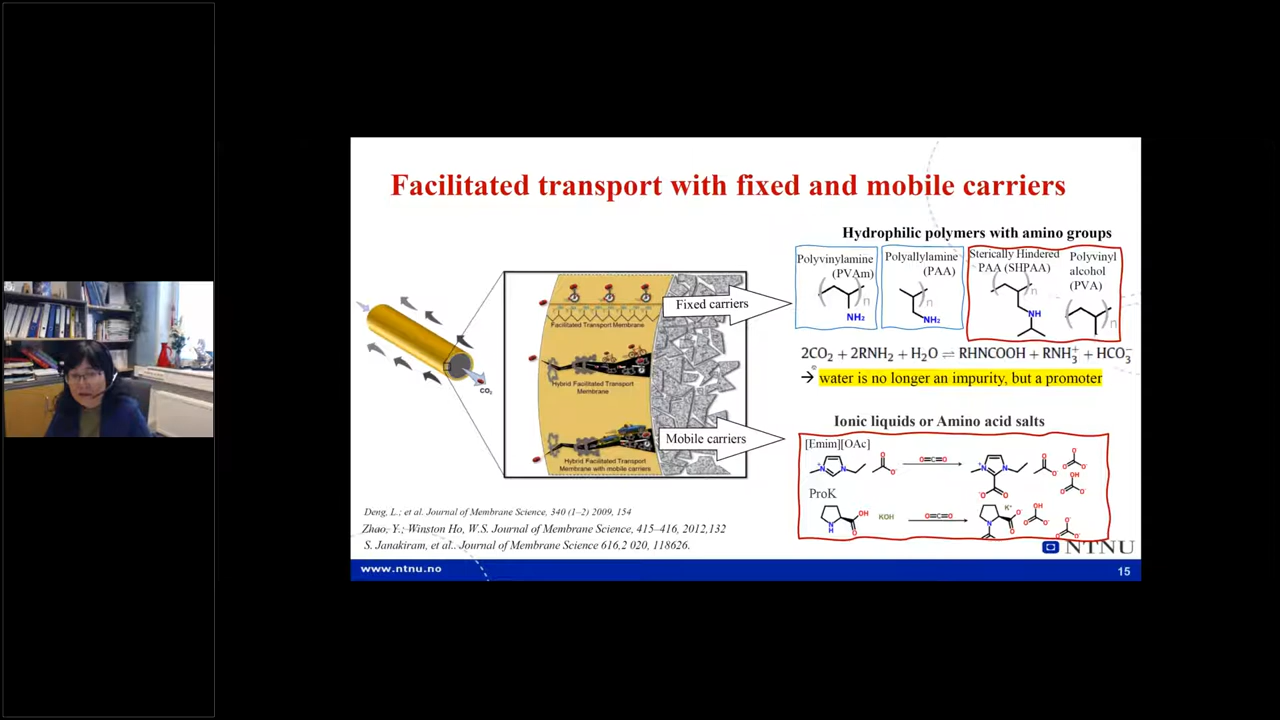 Facilitated transport with fixed and mobile carriers
Hydrophilic polymers with amino groups
Polyvinylamine
(PVAm)
n
NH₂
Polyallylamine
(PAA)
n
NH₂
Sterically Hindered
PAA (SHPAA)
n
NH
Polyvinyl
alcohol
(PVA)
n
Fixed carriers
Facilitated Transport Membrane
Hybrid Facilitated Transport
Membrane
Mobile carriers
Hybrid Facilitated Transport
Membrane with mobile carriers
CO₂
2CO₂ + 2RNH₂ + H₂O ⇌ RHNCOOH + RNH₃⁺ + HCO₃⁻
→ water is no longer an impurity, but a promoter
Ionic liquids or Amino acid salts
[Emim][OAc]
O=C=O
ProK
KOH
O=C=O
Deng, L.; et al. Journal of Membrane Science, 340 (1–2) 2009, 154
Zhao, Y.; Winston Ho, W.S. Journal of Membrane Science, 415–416, 2012,132
S. Janakiram, et al.. Journal of Membrane Science 616,2 020, 118626.
NTNU
www.ntnu.no
15